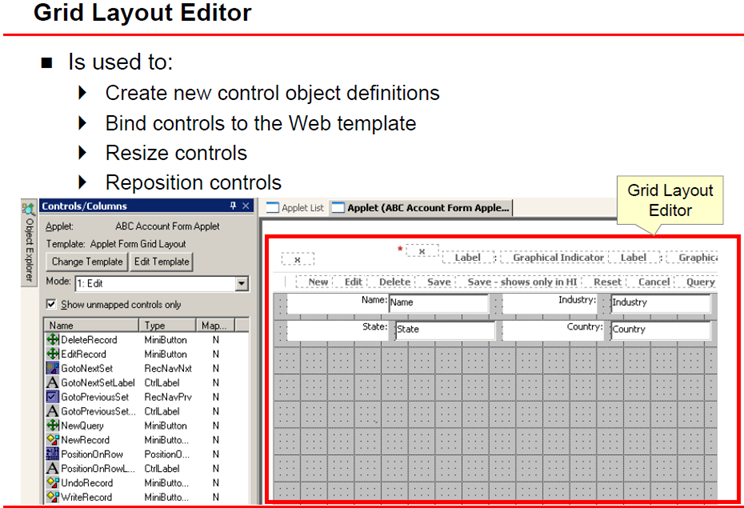 Grid Layout Editor
Is used to:
Create new control object definitions
Bind controls to the Web template
Resize controls
Reposition controls
Grid Layout
Editor
Object Explorer
Controls/Columns
Applet: ABC Account Form Applet
Template: Applet Form Grid Layout
Change Template Edit Template
Mode: 1: Edit
Show unmapped controls only
Name Type Map...
DeleteRecord MiniButton N
EditRecord MiniButton N
GotoNextSet RecNavNxt N
GotoNextSetLabel CtrlLabel N
GotoPreviousSet RecNavPrv N
GotoPreviousSet... CtrlLabel N
NewQuery MiniButton N
NewRecord MiniButto... N
PositionOnRow PositionO... N
PositionOnRowL... CtrlLabel N
UndoRecord MiniButto... N
WriteRecord MiniButto... N
Applet List Applet (ABC Account Form Apple...
* x
x Label : Graphical Indicator Label : Graphica
New Edit Delete Save Save - shows only in HI Reset Cancel Query
Name: Name Industry: Industry
State: State Country: Country